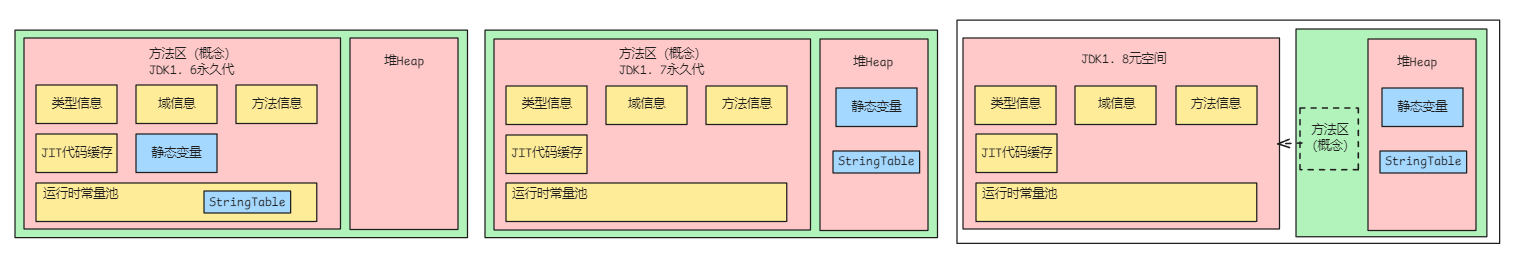 方法区（概念）
JDK1. 6永久代
类型信息
域信息
方法信息
JIT代码缓存
静态变量
运行时常量池
StringTable
堆Heap
方法区（概念）
JDK1. 7永久代
类型信息
域信息
方法信息
JIT代码缓存
运行时常量池
堆Heap
静态变量
StringTable
JDK1. 8元空间
类型信息
域信息
方法信息
JIT代码缓存
运行时常量池
方法区
（概念）
堆Heap
静态变量
StringTable